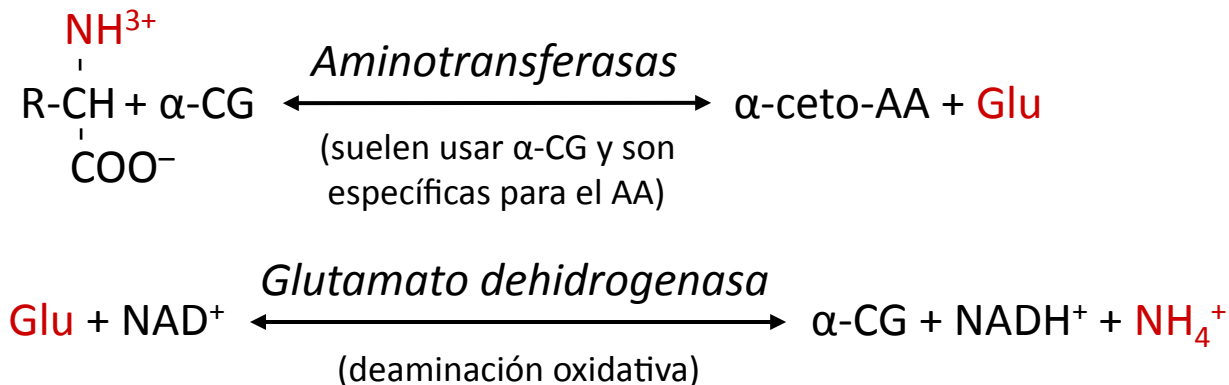 NH³⁺
R-CH + α-CG
COO⁻
Aminotransferasas
(suelen usar α-CG y son
específicas para el AA)
α-ceto-AA + Glu
Glu + NAD⁺
Glutamato dehidrogenasa
(deaminación oxidativa)
α-CG + NADH⁺ + NH₄⁺